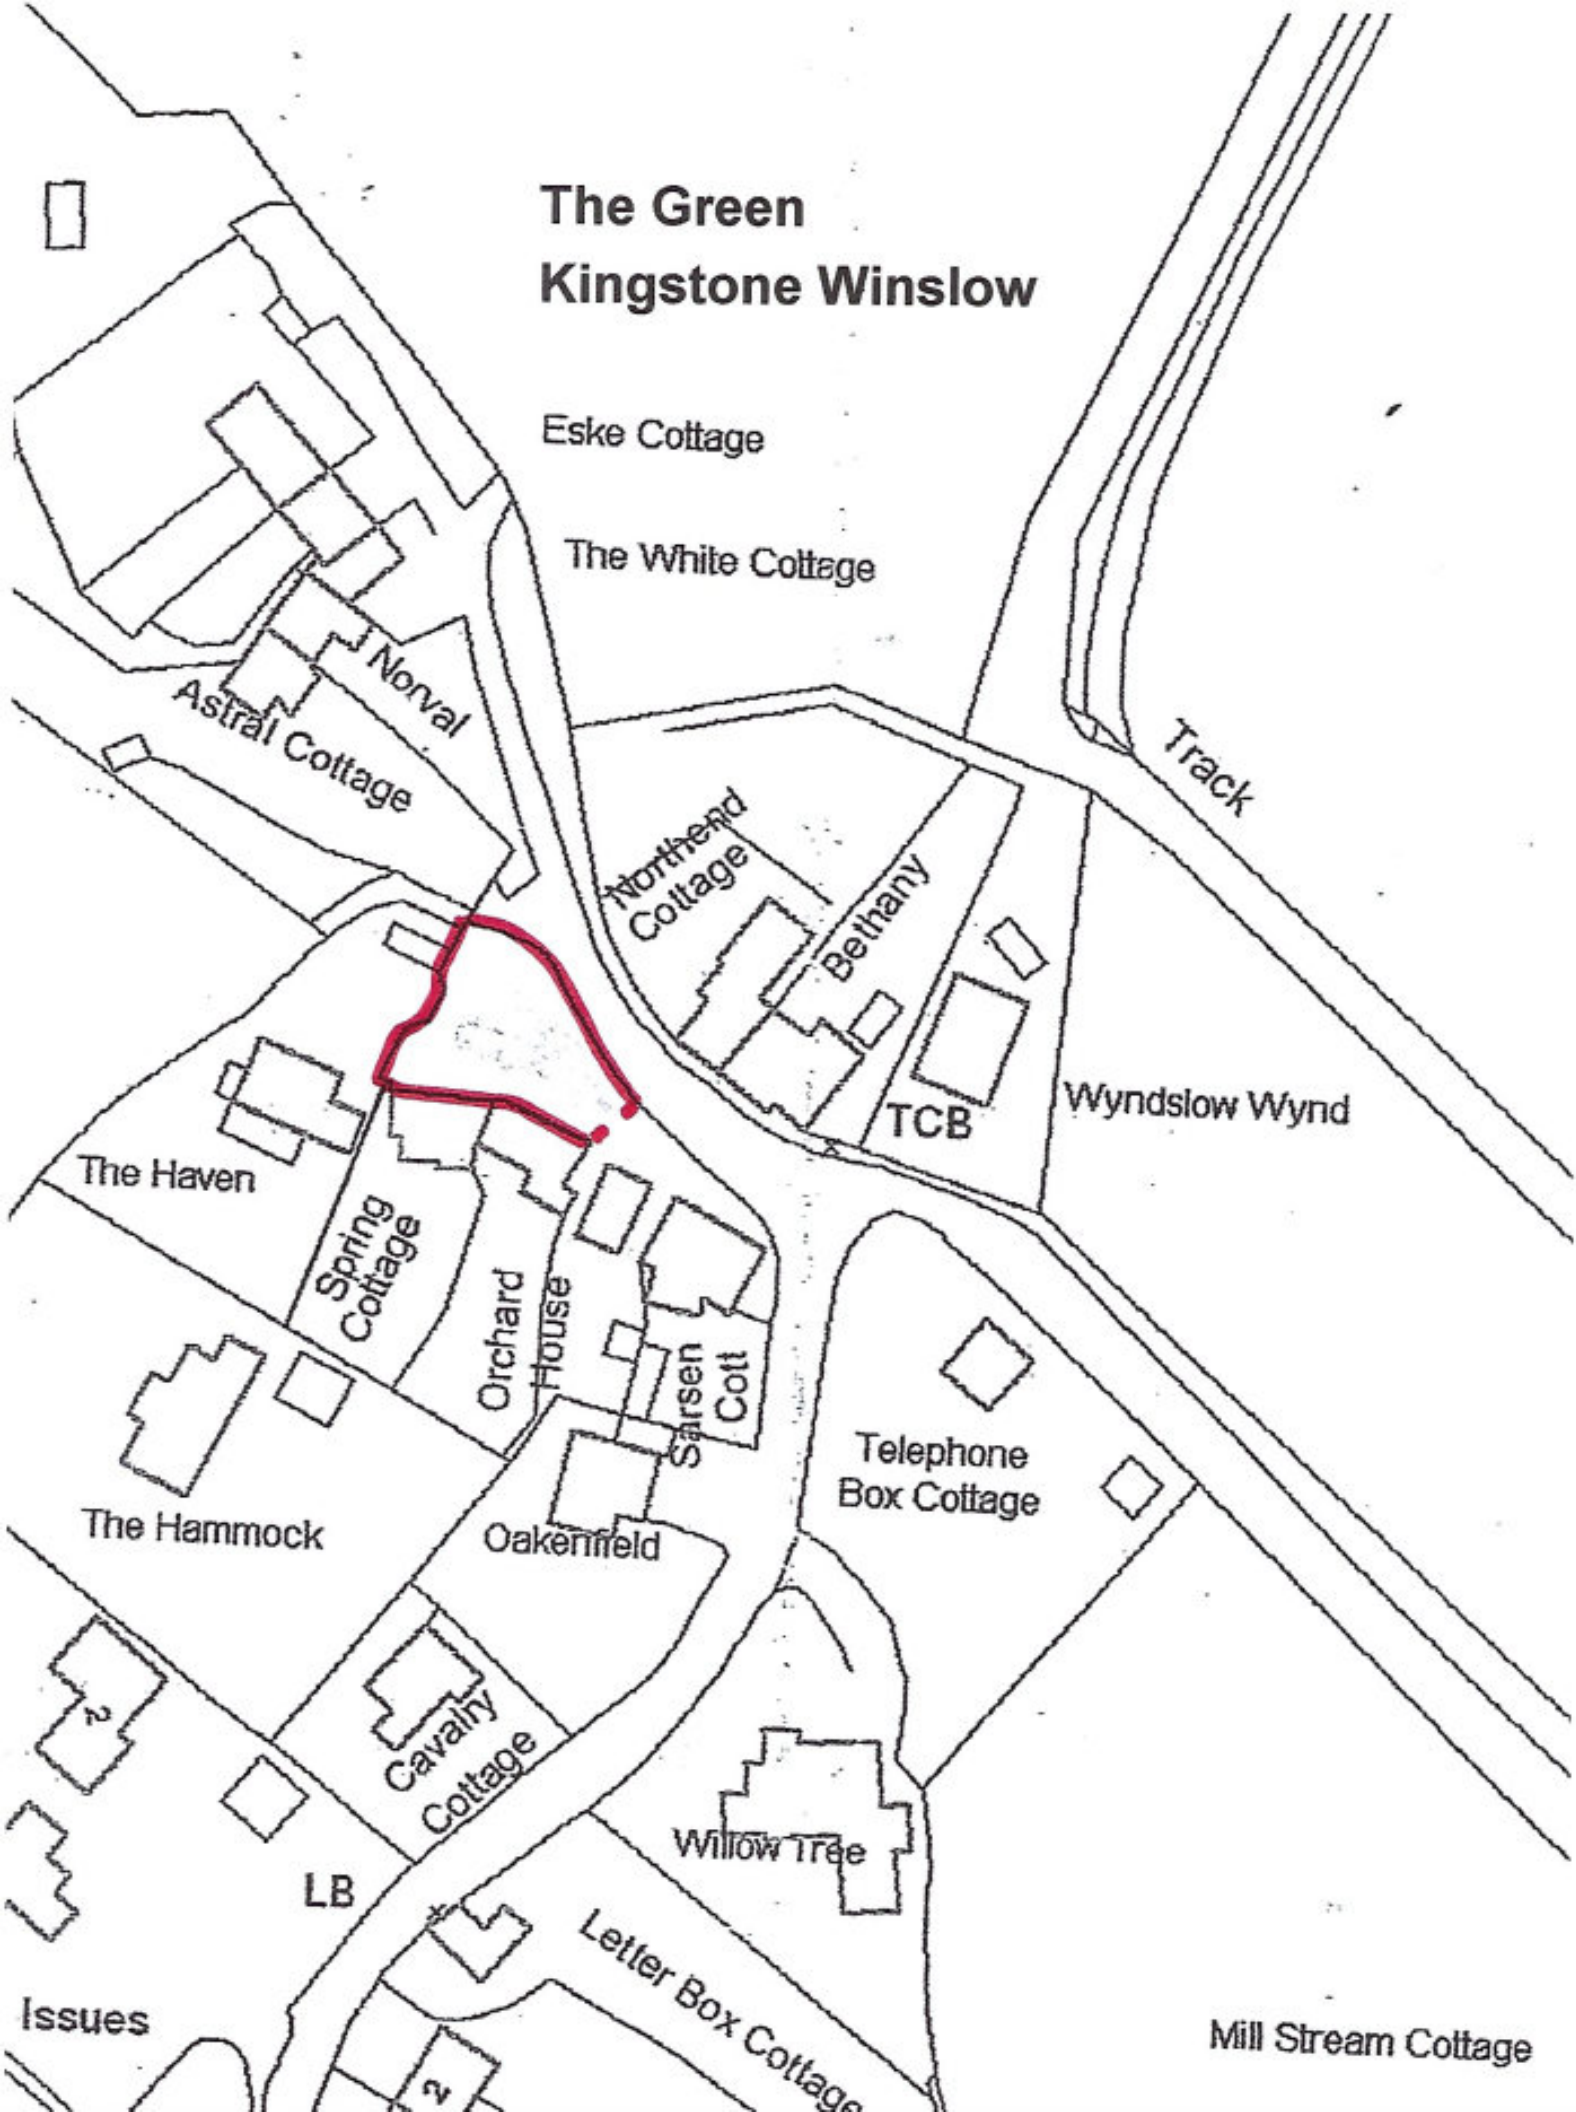 The Green
Kingstone Winslow
Eske Cottage
The White Cottage
Norval
Astral Cottage
Track
Northend
Cottage
Bethany
TCB
Wyndslow Wynd
The Haven
Spring
Cottage
Orchard
House
Sarsen
Cott
Telephone
Box Cottage
The Hammock
Oakenfield
2
Cavalry
Cottage
Willow Tree
LB
Letter Box Cottage
Issues
Mill Stream Cottage
2